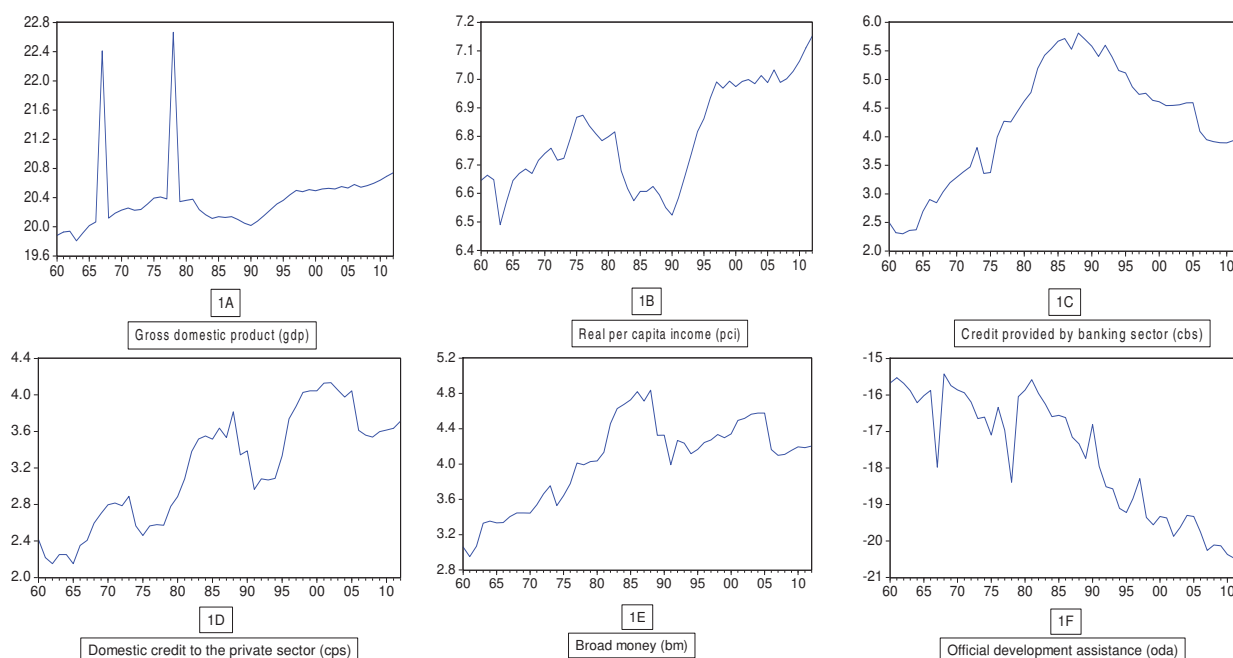 22.8
22.4
22.0
21.6
21.2
20.8
20.4
20.0
19.6
60 65 70 75 80 85 90 95 00 05 10
1A
Gross domestic product (gdp)
7.2
7.1
7.0
6.9
6.8
6.7
6.6
6.5
6.4
60 65 70 75 80 85 90 95 00 05 10
1B
Real per capita income (pci)
6.0
5.5
5.0
4.5
4.0
3.5
3.0
2.5
2.0
60 65 70 75 80 85 90 95 00 05 10
1C
Credit provided by banking sector (cbs)
4.4
4.0
3.6
3.2
2.8
2.4
2.0
60 65 70 75 80 85 90 95 00 05 10
1D
Domestic credit to the private sector (cps)
5.2
4.8
4.4
4.0
3.6
3.2
2.8
60 65 70 75 80 85 90 95 00 05 10
1E
Broad money (bm)
-15
-16
-17
-18
-19
-20
-21
60 65 70 75 80 85 90 95 00 05 10
1F
Official development assistance (oda)